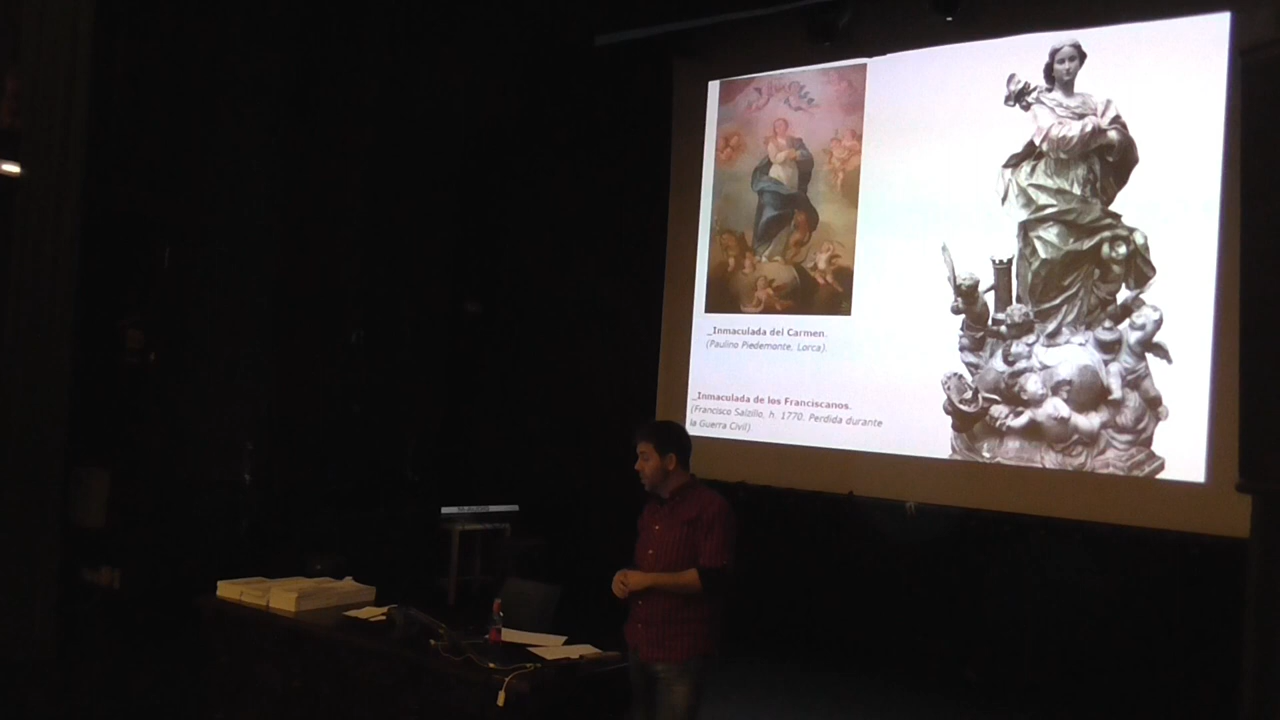 _Inmaculada del Carmen.
(Paulino Piedemonte, Lorca).
_Inmaculada de los Franciscanos.
(Francisco Salzillo, h. 1770. Perdida durante
la Guerra Civil).